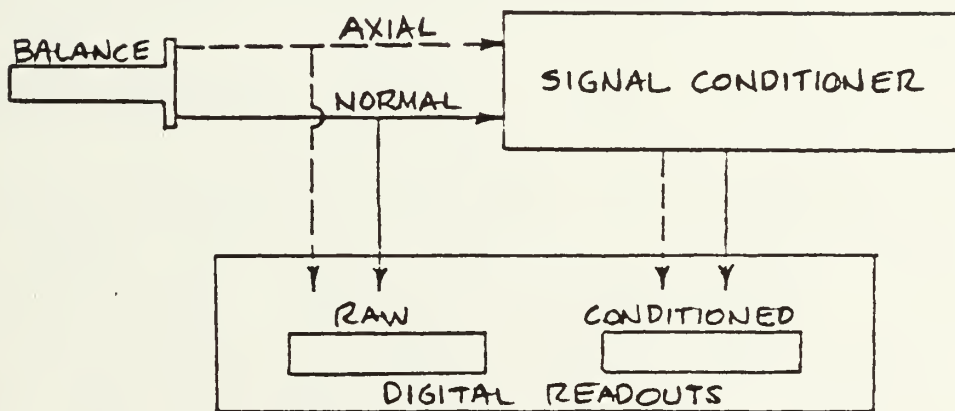 AXIAL
BALANCE
SIGNAL CONDITIONER
NORMAL
RAW
CONDITIONED
DIGITAL READOUTS